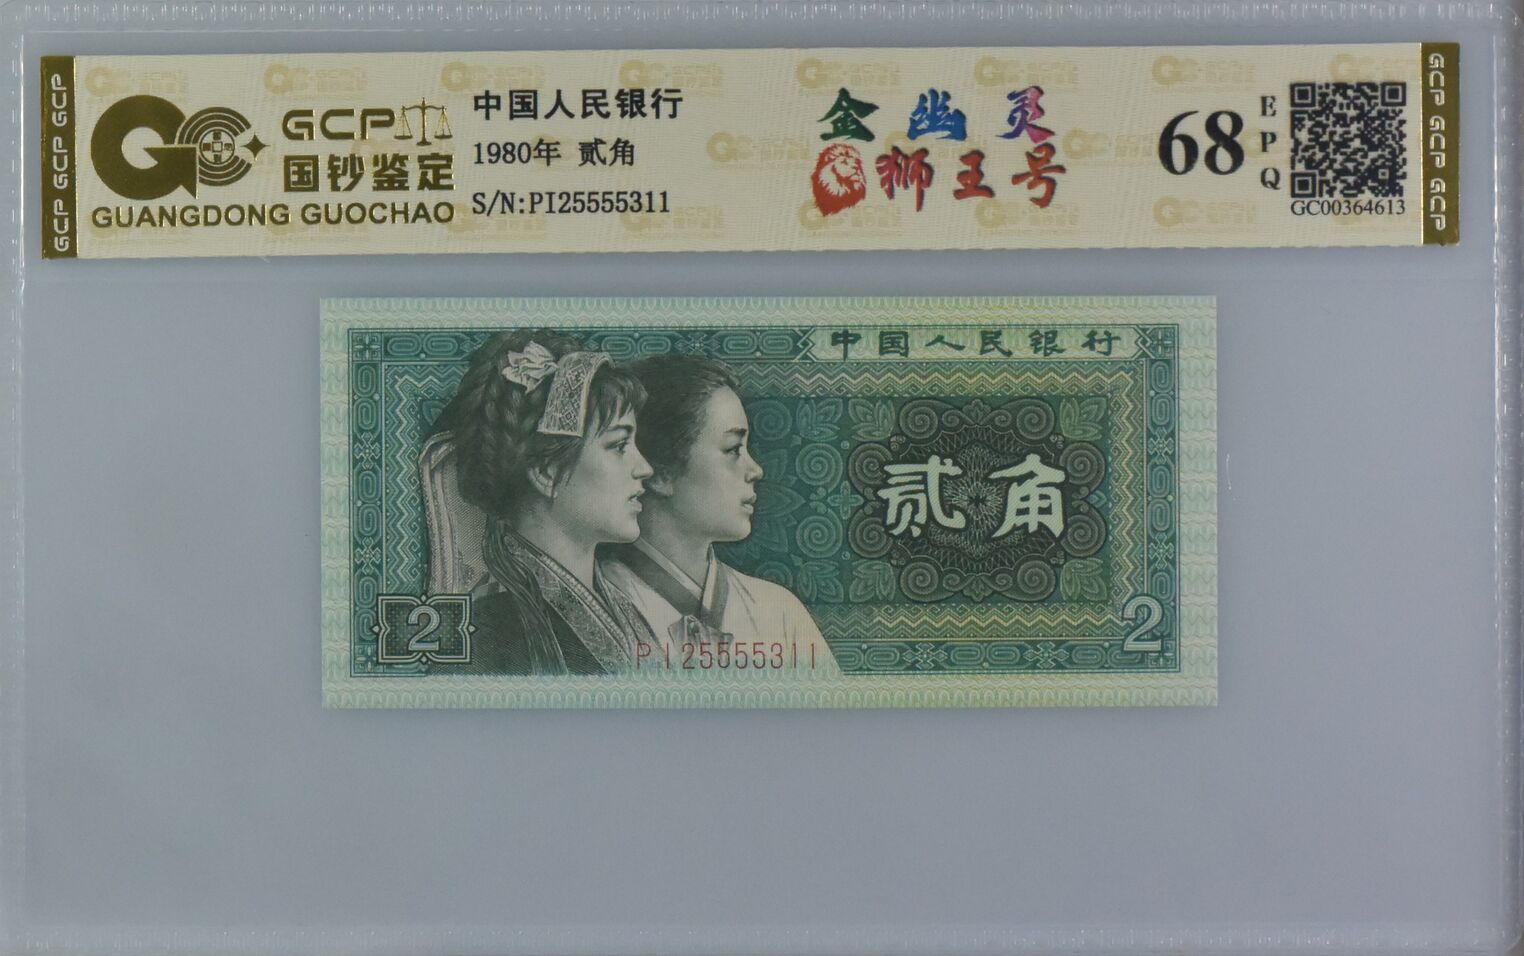 GCP GCP GCP GCP
GCP
国钞鉴定
GUANGDONG GUOCHAO
中国人民银行
1980年 贰角
S/N:PI25555311
金幽灵
狮王号
68
EPQ
GC00364613
GCP GCP GCP GCP
中国人民银行
贰角
2
PI25555311
2